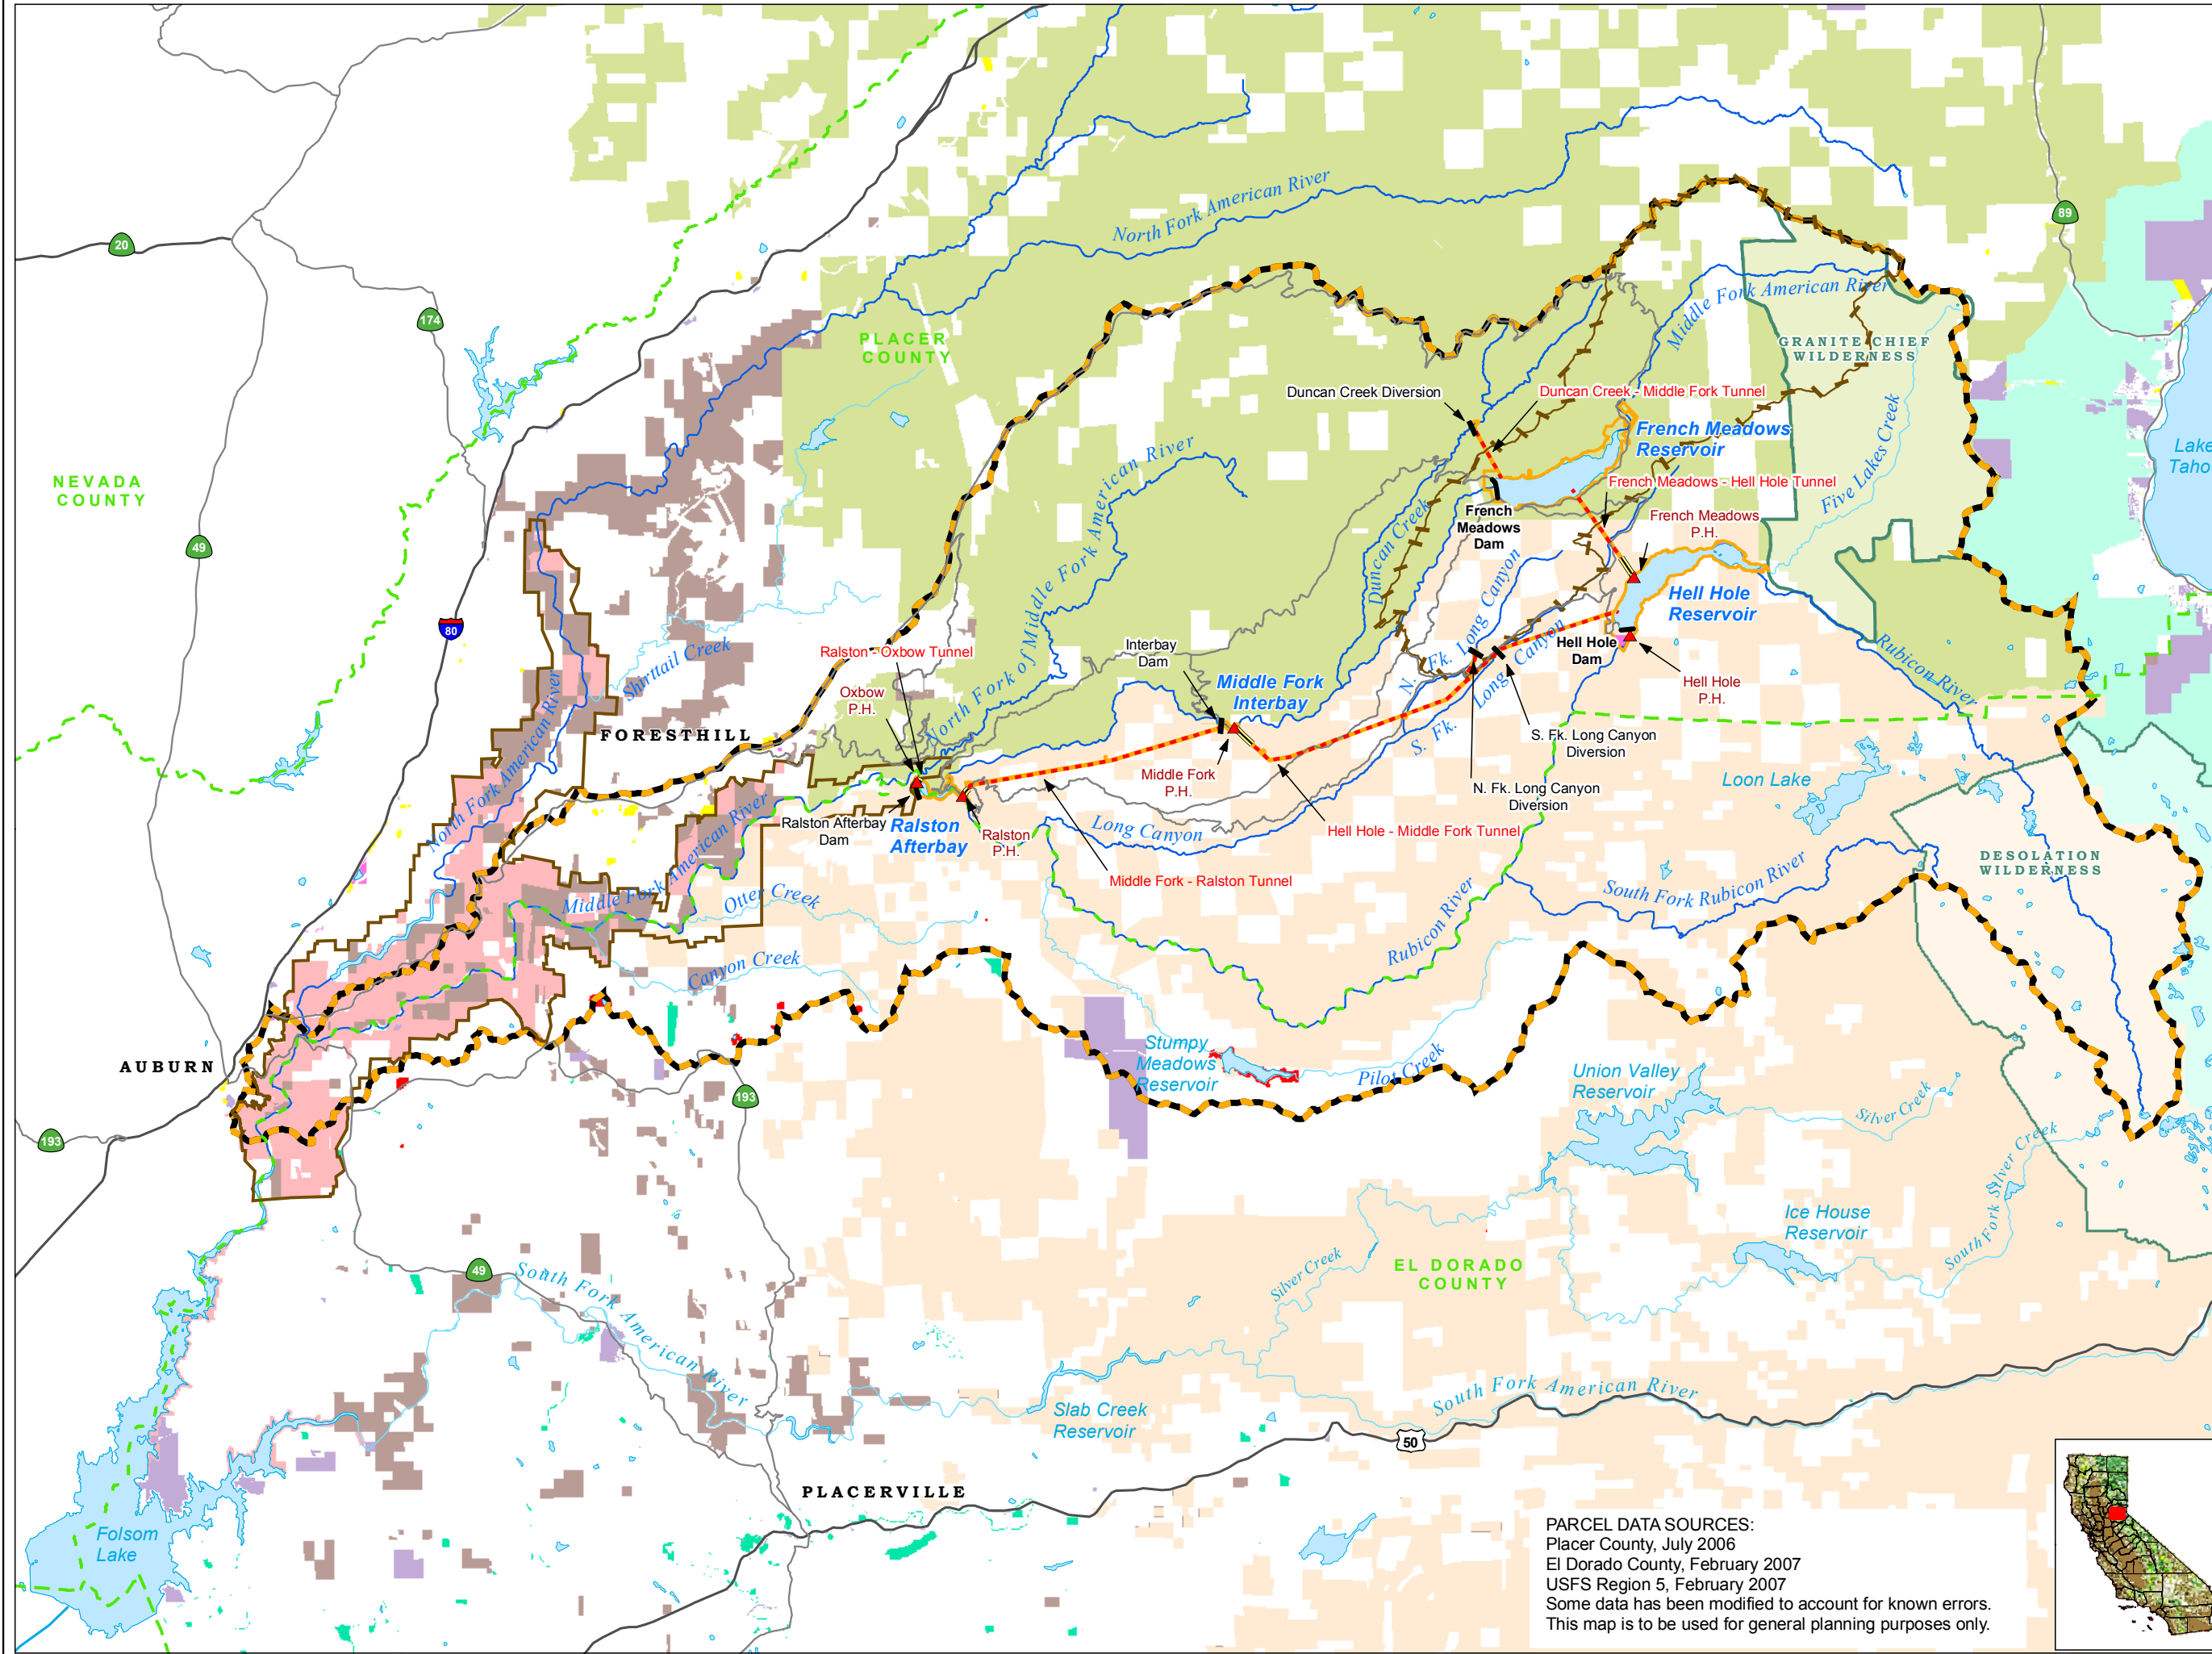 20
174
49
80
89
North Fork American River
PLACER
COUNTY
NEVADA
COUNTY
Middle Fork American River
GRANITE CHIEF
WILDERNESS
Five Lakes Creek
Lake
Taho
Duncan Creek Diversion
Duncan Creek - Middle Fork Tunnel
French Meadows
Reservoir
French Meadows - Hell Hole Tunnel
French
Meadows
Dam
French Meadows
P.H.
Duncan Creek
North Fork of Middle Fork American River
N. Fk. Long Canyon
S. Fk. Long Canyon
Hell Hole
Reservoir
Hell Hole
Dam
Hell Hole
P.H.
Rubicon River
Shirttail Creek
Ralston - Oxbow Tunnel
Oxbow
P.H.
Interbay
Dam
Middle Fork
Interbay
FORESTHILL
North Fork American River
Middle Fork
P.H.
S. Fk. Long Canyon
Diversion
N. Fk. Long Canyon
Diversion
Loon Lake
Ralston Afterbay
Dam
Ralston
Afterbay
Ralston
P.H.
Long Canyon
Hell Hole - Middle Fork Tunnel
Middle Fork - Ralston Tunnel
DESOLATION
WILDERNESS
South Fork Rubicon River
Middle Fork American River
Otter Creek
Canyon Creek
Rubicon River
AUBURN
193
193
Stumpy
Meadows
Reservoir
Pilot Creek
Union Valley
Reservoir
Silver Creek
South Fork Silver Creek
Ice House
Reservoir
EL DORADO
COUNTY
Silver Creek
49
South Fork American River
South Fork American River
Slab Creek
Reservoir
50
PLACERVILLE
Folsom
Lake
PARCEL DATA SOURCES:
Placer County, July 2006
El Dorado County, February 2007
USFS Region 5, February 2007
Some data has been modified to account for known errors.
This map is to be used for general planning purposes only.